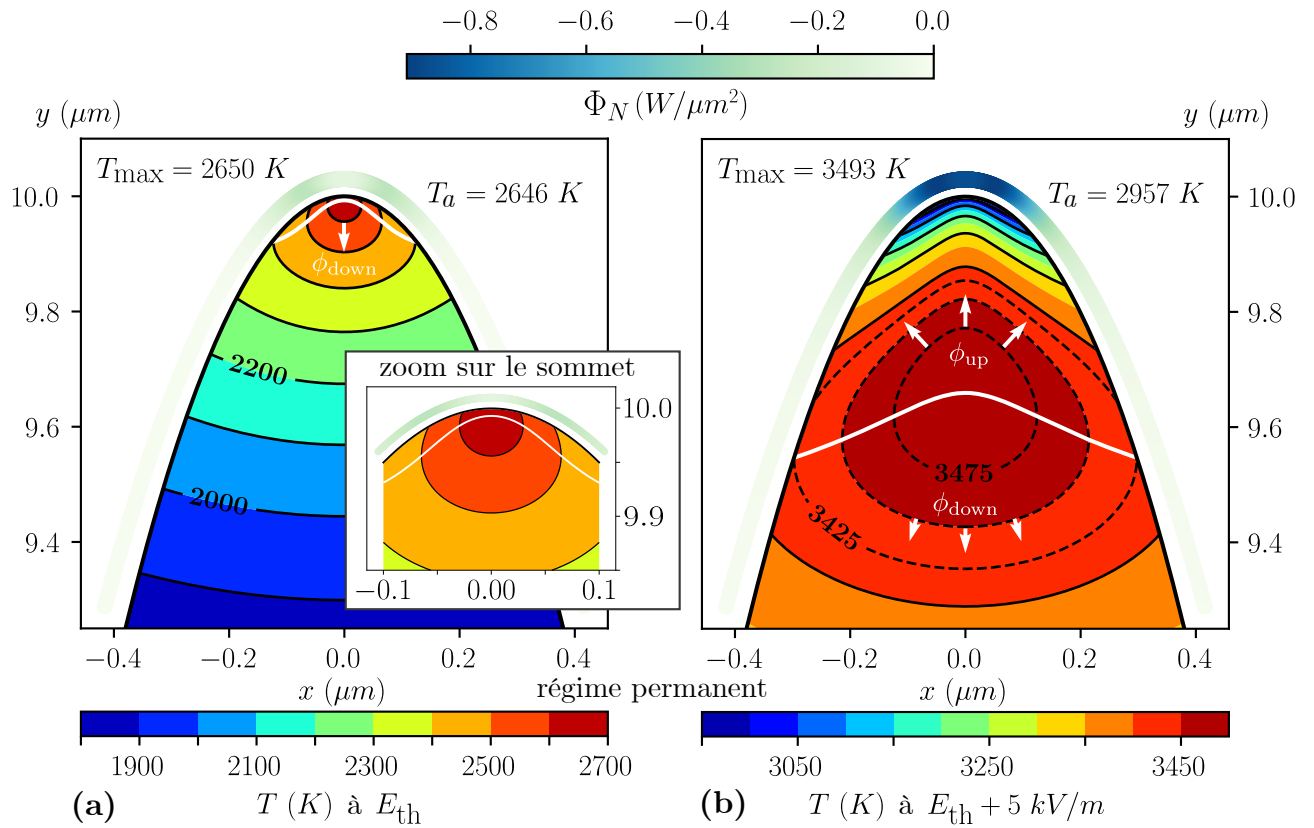 −0.8 −0.6 −0.4 −0.2 0.0
Φ_N (W/μm²)
y (μm)
y (μm)
T_max = 2650 K
T_a = 2646 K
T_max = 3493 K
T_a = 2957 K
10.0
9.8
9.6
9.4
10.0
9.8
9.6
9.4
ϕ_down
2200
2000
zoom sur le sommet
10.0
9.9
−0.1 0.00 0.1
ϕ_up
3475
ϕ_down
3425
−0.4 −0.2 0.0 0.2 0.4
−0.4 −0.2 0.0 0.2 0.4
x (μm)
régime permanent
x (μm)
1900 2100 2300 2500 2700
3050 3250 3450
(a) T (K) à E_th
(b) T (K) à E_th + 5 kV/m